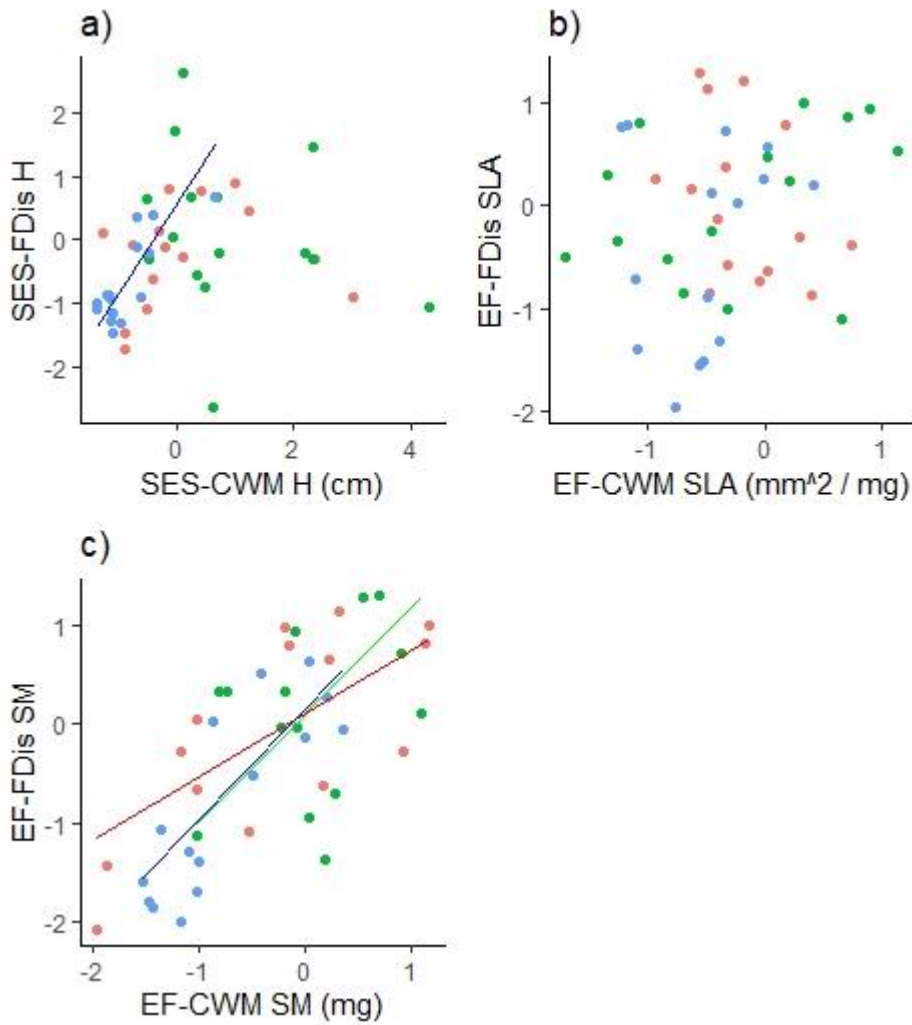 a)
2
1
0
-1
-2
SES-FDis H
0
2
4
SES-CWM H (cm)
b)
1
0
-1
-2
EF-FDis SLA
-1
0
1
EF-CWM SLA (mm^2 / mg)
c)
1
0
-1
-2
EF-FDis SM
-2
-1
0
1
EF-CWM SM (mg)